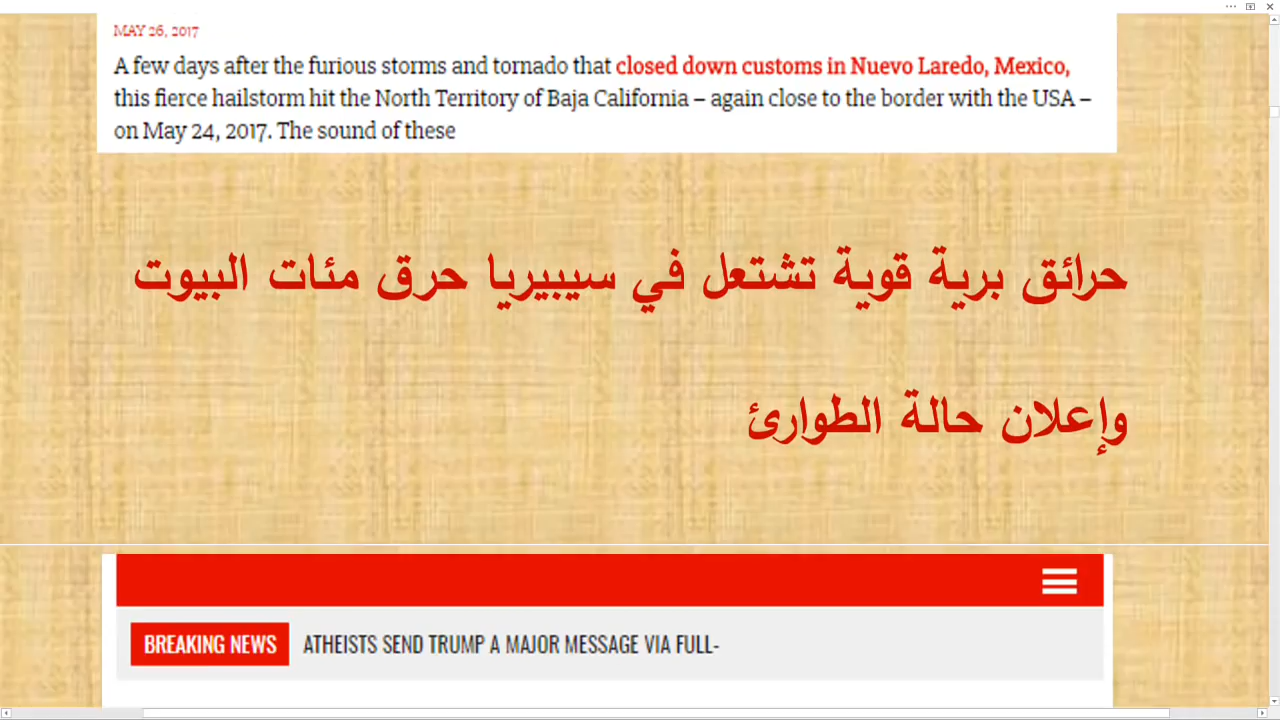 MAY 26, 2017
A few days after the furious storms and tornado that closed down customs in Nuevo Laredo, Mexico,
this fierce hailstorm hit the North Territory of Baja California – again close to the border with the USA –
on May 24, 2017. The sound of these
حرائق برية قوية تشتعل في سيبيريا حرق مئات البيوت
وإعلان حالة الطوارئ
BREAKING NEWS ATHEISTS SEND TRUMP A MAJOR MESSAGE VIA FULL-